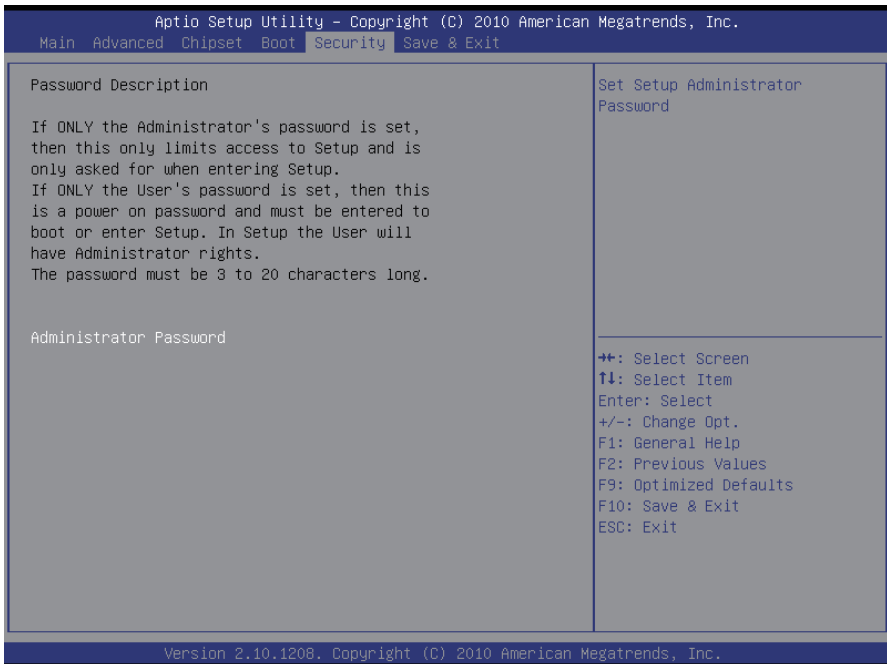 Aptio Setup Utility – Copyright (C) 2010 American Megatrends, Inc.
Main Advanced Chipset Boot Security Save & Exit
Password Description
If ONLY the Administrator's password is set,
then this only limits access to Setup and is
only asked for when entering Setup.
If ONLY the User's password is set, then this
is a power on password and must be entered to
boot or enter Setup. In Setup the User will
have Administrator rights.
The password must be 3 to 20 characters long.
Administrator Password
Set Setup Administrator
Password
→←: Select Screen
↑↓: Select Item
Enter: Select
+/-: Change Opt.
F1: General Help
F2: Previous Values
F9: Optimized Defaults
F10: Save & Exit
ESC: Exit
Version 2.10.1208. Copyright (C) 2010 American Megatrends, Inc.